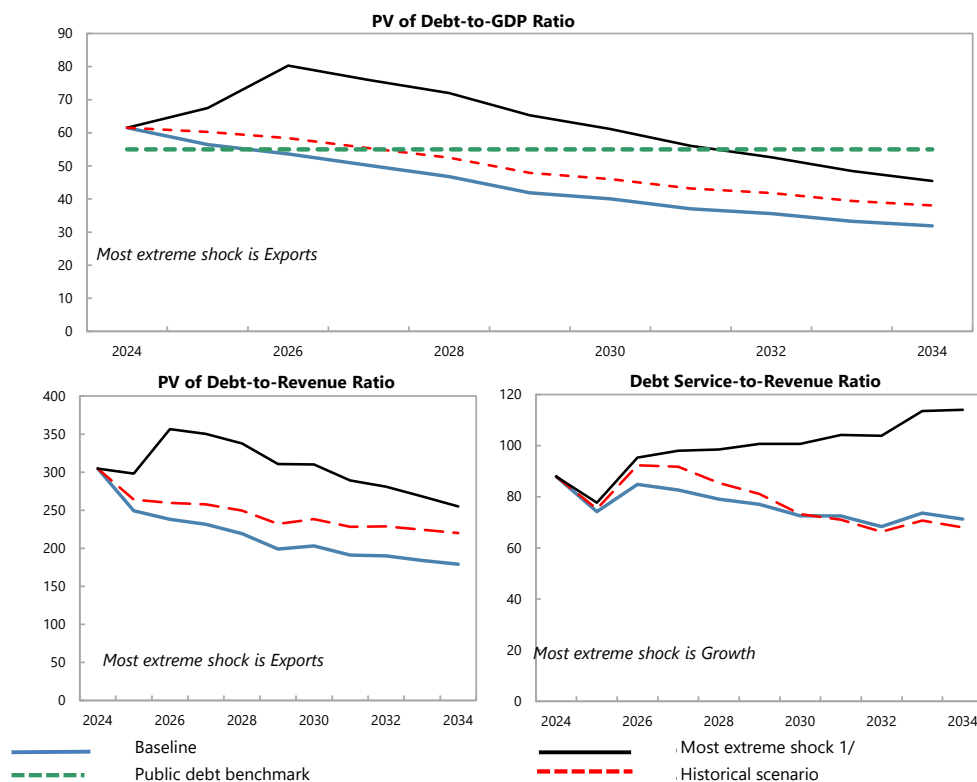 PV of Debt-to-GDP Ratio
90
80
70
60
50
40
30
20
10
0
Most extreme shock is Exports
2024 2026 2028 2030 2032 2034
PV of Debt-to-Revenue Ratio
400
350
300
250
200
150
100
50
0
Most extreme shock is Exports
2024 2026 2028 2030 2032 2034
Debt Service-to-Revenue Ratio
120
100
80
60
40
20
0
Most extreme shock is Growth
2024 2026 2028 2030 2032 2034
Baseline
Public debt benchmark
Most extreme shock 1/
Historical scenario